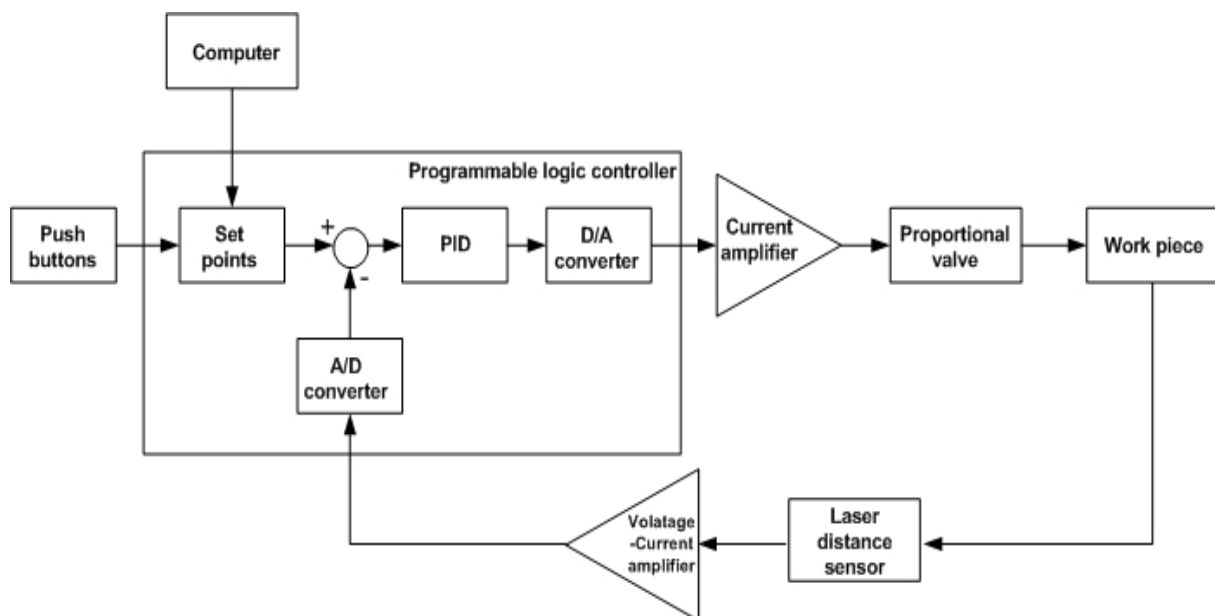 Computer
Programmable logic controller
Push
buttons
Set
points
+
-
PID
D/A
converter
Current
amplifier
Proportional
valve
Work piece
A/D
converter
Volatage
-Current
amplifier
Laser
distance
sensor